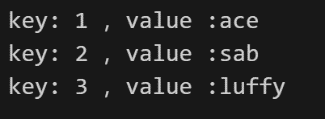 key: 1 , value :ace
key: 2 , value :sab
key: 3 , value :luffy